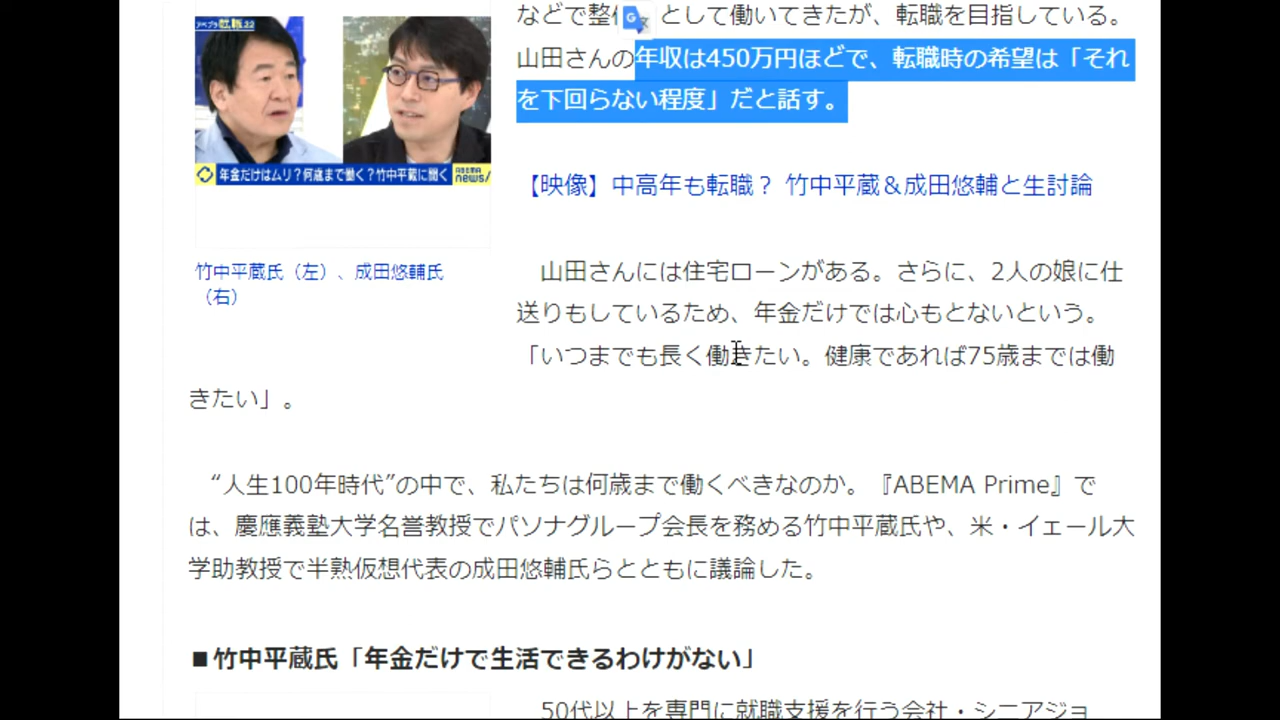 などで整
として働いてきたが、転職を目指している。
山田さんの年収は450万円ほどで、転職時の希望は「それ
を下回らない程度」だと話す。
年金だけはムリ？何歳まで働く？竹中平蔵に聞く
ABEMA
news/
【映像】中高年も転職？ 竹中平蔵＆成田悠輔と生討論
竹中平蔵氏（左）、成田悠輔氏
（右）
山田さんには住宅ローンがある。さらに、2人の娘に仕
送りもしているため、年金だけでは心もとないという。
「いつまでも長く働きたい。健康であれば75歳までは働
きたい」。
“人生100年時代”の中で、私たちは何歳まで働くべきなのか。『ABEMA Prime』で
は、慶應義塾大学名誉教授でパソナグループ会長を務める竹中平蔵氏や、米・イェール大
学助教授で半熟仮想代表の成田悠輔氏らとともに議論した。
■竹中平蔵氏「年金だけで生活できるわけがない」
50代以上を専門に就職支援を行う会社・シニアジョ